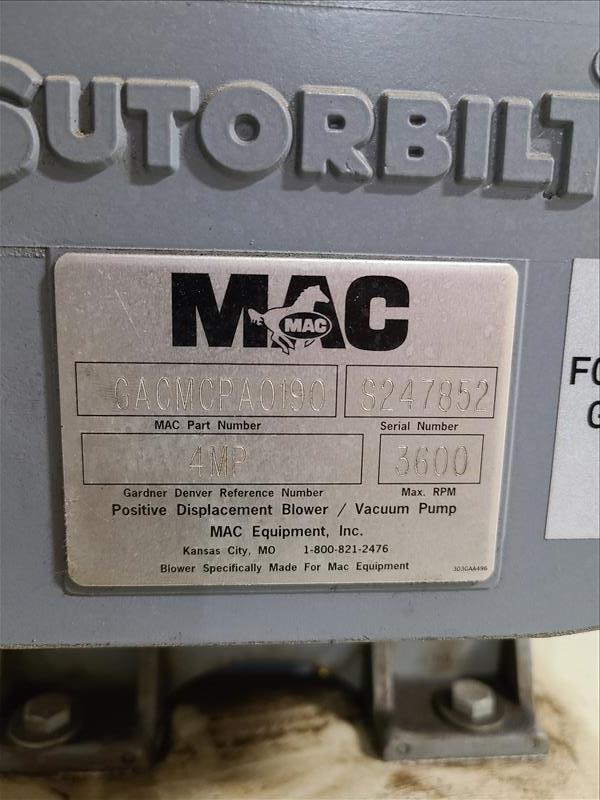 SUTORBILT
MAC
MAC
GACMCPA0190 S247852
MAC Part Number Serial Number
4MP 3600
Gardner Denver Reference Number Max. RPM
Positive Displacement Blower / Vacuum Pump
MAC Equipment, Inc.
Kansas City, MO 1-800-821-2476
Blower Specifically Made For Mac Equipment 303GAA496